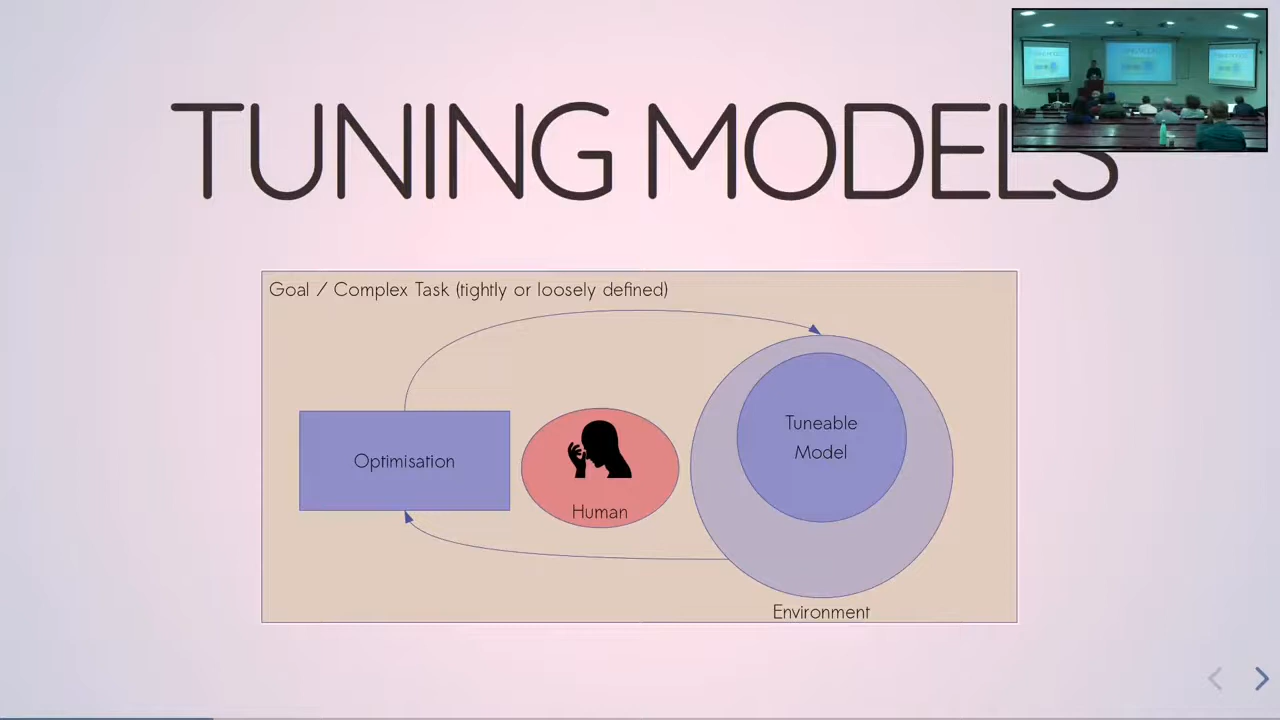 TUNING MODELS
Goal / Complex Task (tightly or loosely defined)
Optimisation
Human
Tuneable
Model
Environment